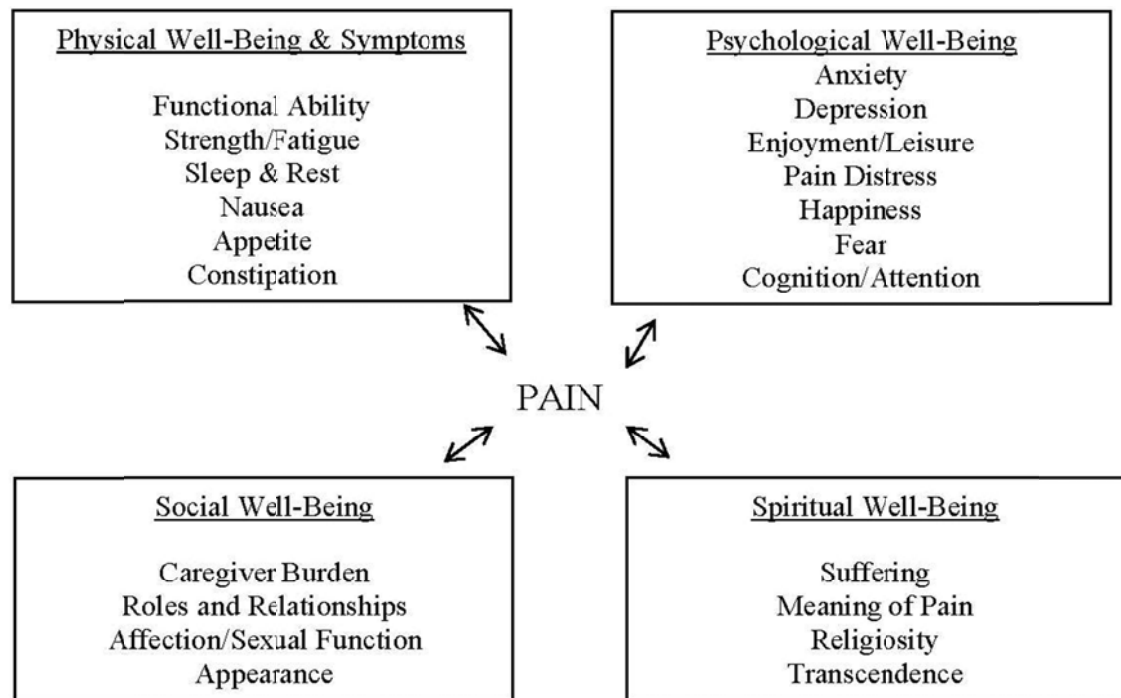 Physical Well-Being & Symptoms
Functional Ability
Strength/Fatigue
Sleep & Rest
Nausea
Appetite
Constipation
Psychological Well-Being
Anxiety
Depression
Enjoyment/Leisure
Pain Distress
Happiness
Fear
Cognition/Attention
PAIN
Social Well-Being
Caregiver Burden
Roles and Relationships
Affection/Sexual Function
Appearance
Spiritual Well-Being
Suffering
Meaning of Pain
Religiosity
Transcendence